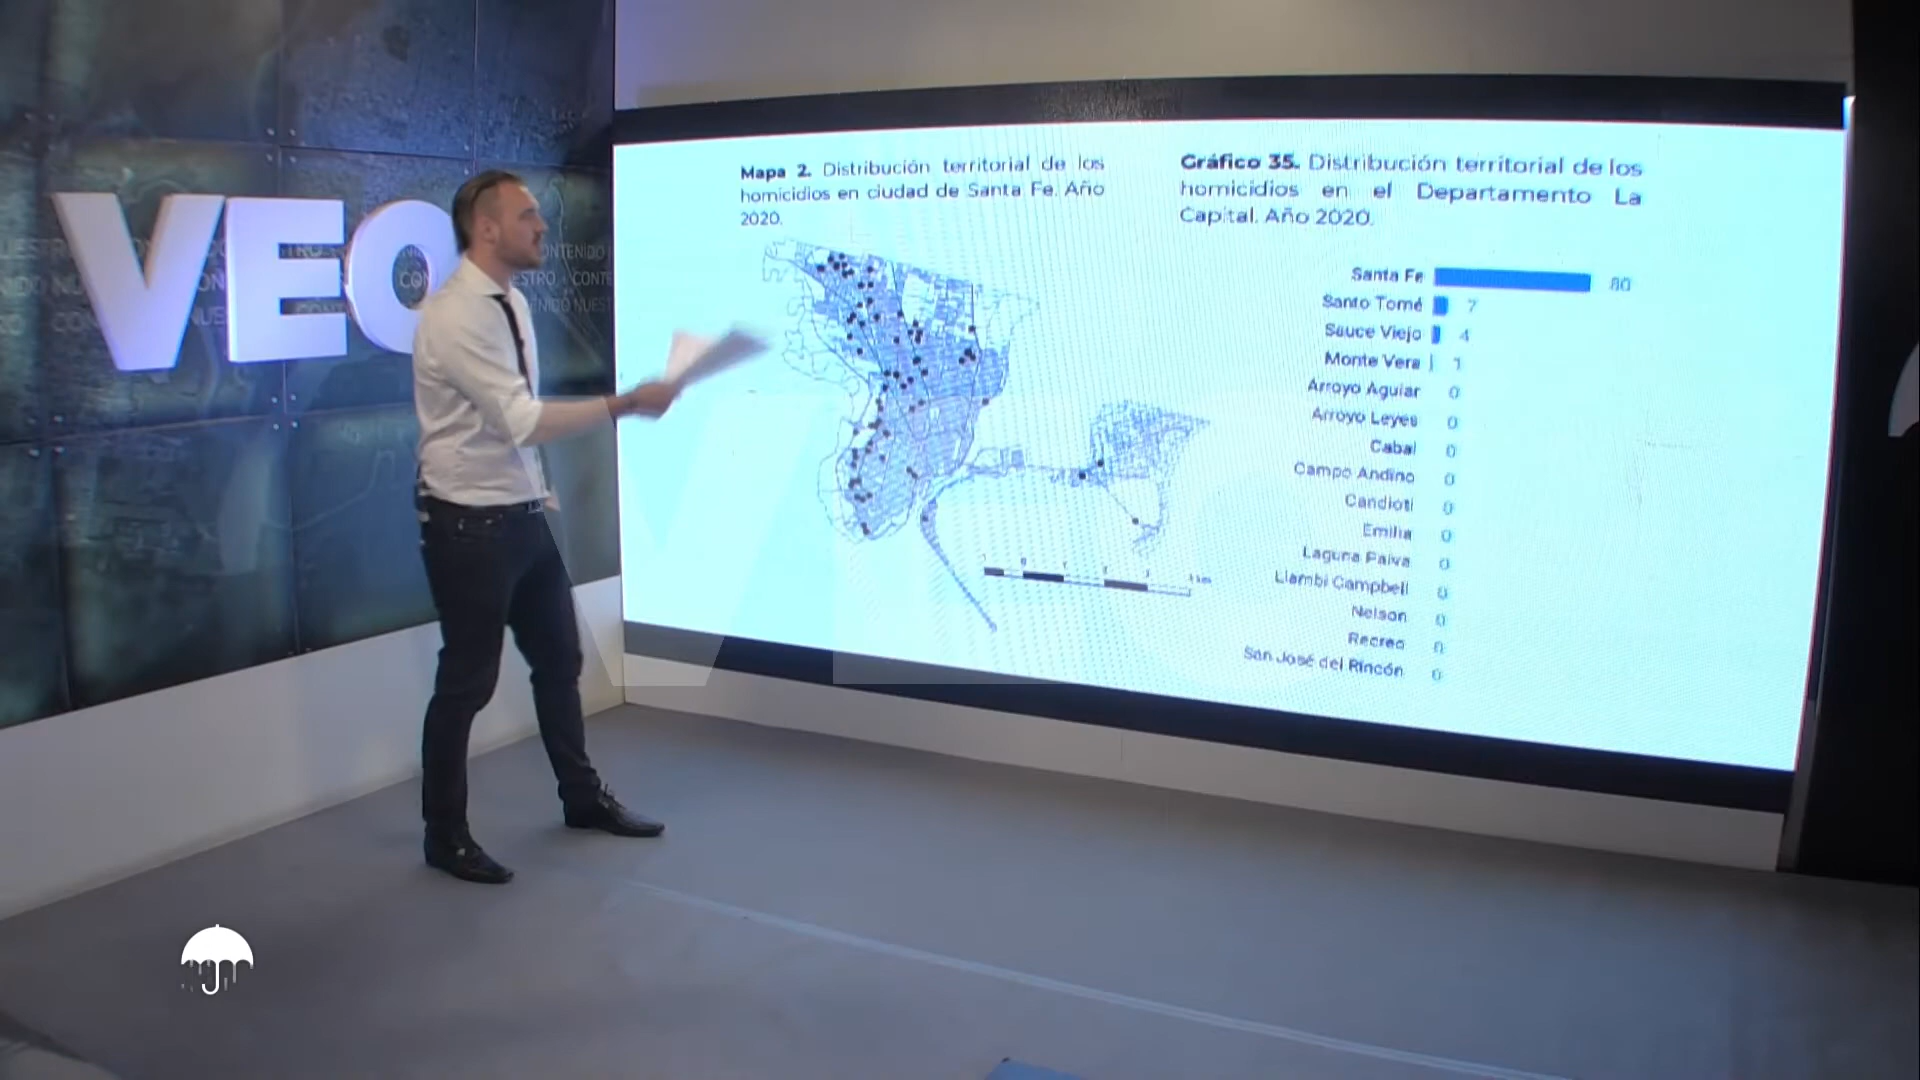 VEO
Mapa 2. Distribución territorial de los
homicidios en ciudad de Santa Fe. Año
2020.
Gráfico 35. Distribución territorial de los
homicidios en el Departamento La
Capital. Año 2020.
Santa Fe 80
Santo Tomé 7
Sauce Viejo 4
Monte Vera 1
Arroyo Aguiar 0
Arroyo Leyes 0
Cabal 0
Campo Andino 0
Candioti 0
Emilia 0
Laguna Paiva 0
Llambi Campbell 0
Nelson 0
Recreo 0
San José del Rincón 0